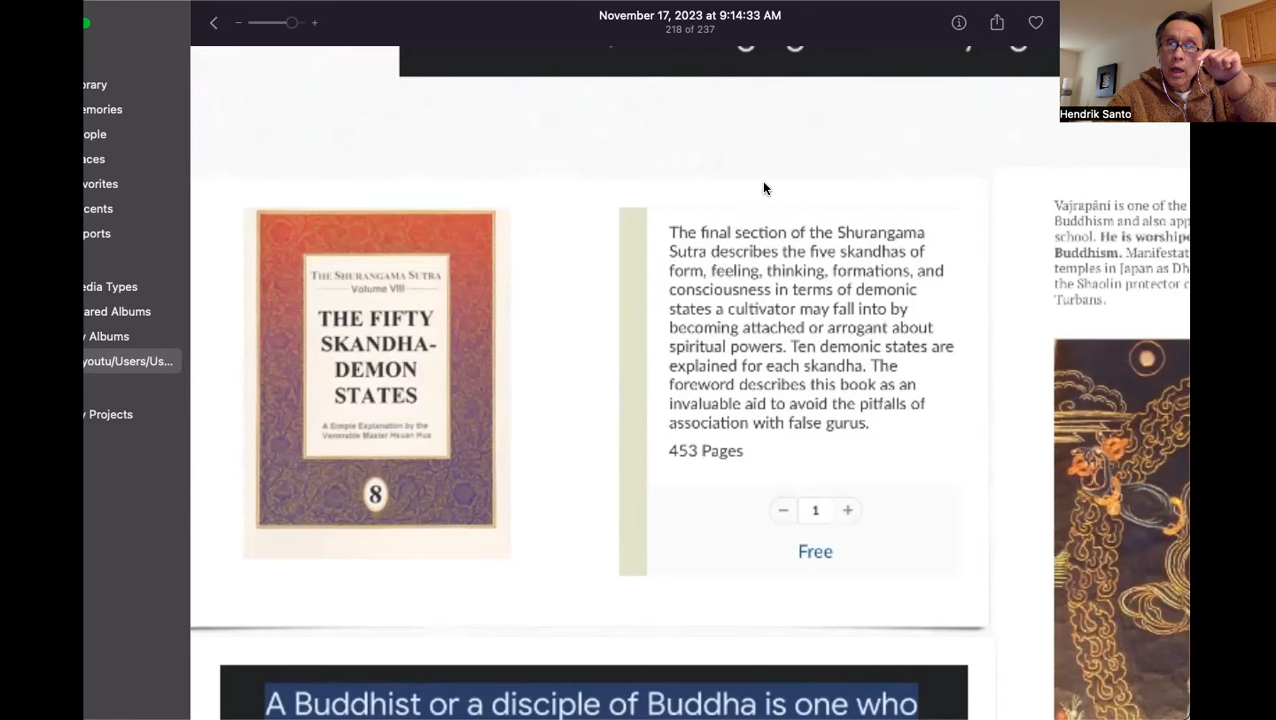 November 17, 2023 at 9:14:33 AM
218 of 237
Hendrik Santo
brary
emories
ople
aces
avorites
cents
ports
edia Types
ared Albums
y Albums
youtu/Users/Us...
y Projects
THE SHURANGAMA SUTRA
Volume VIII
THE FIFTY
SKANDHA-
DEMON
STATES
A Simple Explanation by the
Venerable Master Hsuan Hua
8
The final section of the Shurangama
Sutra describes the five skandhas of
form, feeling, thinking, formations, and
consciousness in terms of demonic
states a cultivator may fall into by
becoming attached or arrogant about
spiritual powers. Ten demonic states are
explained for each skandha. The
foreword describes this book as an
invaluable aid to avoid the pitfalls of
association with false gurus.
453 Pages
− 1 +
Free
Vajrapāni is one of the
Buddhism and also app
school. He is worshipe
Buddhism. Manifestat
temples in Japan as Dh
the Shaolin protector c
Turbans.
A Buddhist or a disciple of Buddha is one who